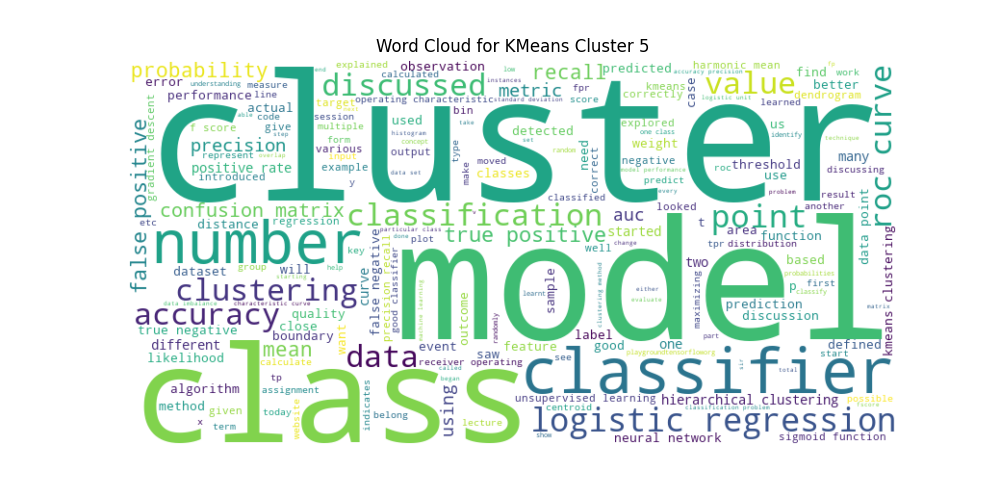 Word Cloud for KMeans Cluster 5
cluster
model
class
classifier
number
logistic regression
classification
clustering
accuracy
data
point
value
discussed
roc curve
probability
false positive
confusion matrix
true positive
precision
recall
metric
auc
mean
explained
observation
predicted
harmonic mean
accuracy precision
find
work
better
dendrogram
case
logistic unit
learned
error
understanding
measure
performance
line
calculated
low
instances
kmeans
correctly
fpr
score
target
operating characteristic
standard deviation
bin
end
gradient descent
actual
code
able
session
multiple
f score
give
step
next
used
histogram
concept
take
output
data set
type
make
moved
classes
detected
set
random
need
correct
explored
one class
weight
negative
roc
model performance
predict
every
us
identify
technique
threshold
many
use
discussing
problem
result
another
classified
looked
t
area
function
tpr
distribution
two
based
probabilities
p
classify
first
prediction
discussion
data point
kmeans clustering
matrix
positive rate
represent
overlap
introduced
form
various
input
example
y
etc
distance
regression
key
particular class
done
plot
started
well
change
dataset
group
will
help
starting
curve
false negative
precision recall
good classifier
machine learning
outcome
randomly
learnt
sample
clustering method
either
evaluate
maximizing
part
data imbalance
characteristic curve
quality
close
boundary
want
true negative
different
likelihood
calculate
event
saw
feature
label
good
one
playgroundtensorfloworg
see
sir
total
start
defined
receiver operating
called
began
algorithm
tp
assignment
method
given
today
x
term
website
indicates
belong
using
lecture
show
centroid
unsupervised learning
hierarchical clustering
possible
classification problem
neural network
sigmoid function